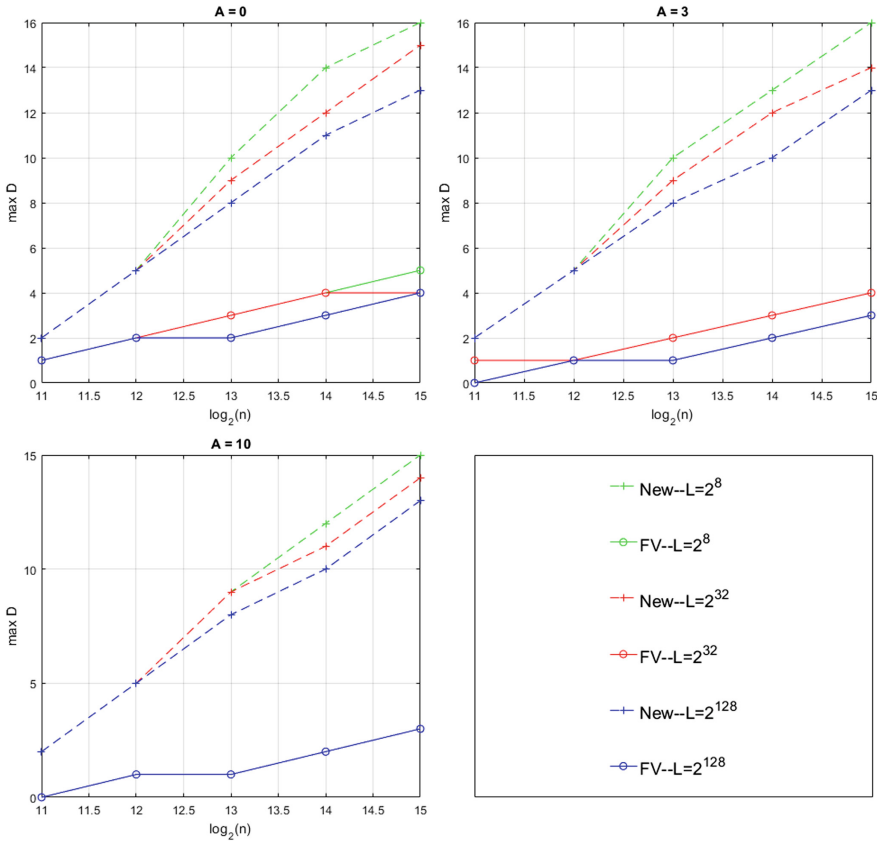 A = 0
16
14
12
10
8
6
4
2
0
max D
11 11.5 12 12.5 13 13.5 14 14.5 15
log2(n)
A = 3
16
14
12
10
8
6
4
2
0
max D
11 11.5 12 12.5 13 13.5 14 14.5 15
log2(n)
A = 10
15
10
5
0
max D
11 11.5 12 12.5 13 13.5 14 14.5 15
log2(n)
New--L=2^8
FV--L=2^8
New--L=2^32
FV--L=2^32
New--L=2^128
FV--L=2^128